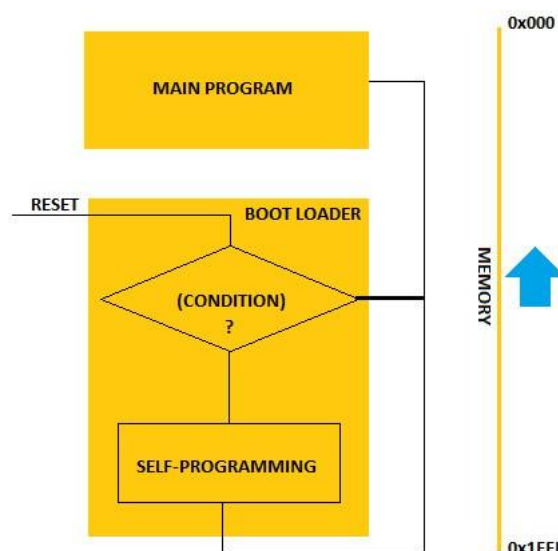 0x000
MAIN PROGRAM
RESET
BOOT LOADER
(CONDITION)
?
MEMORY
SELF-PROGRAMMING